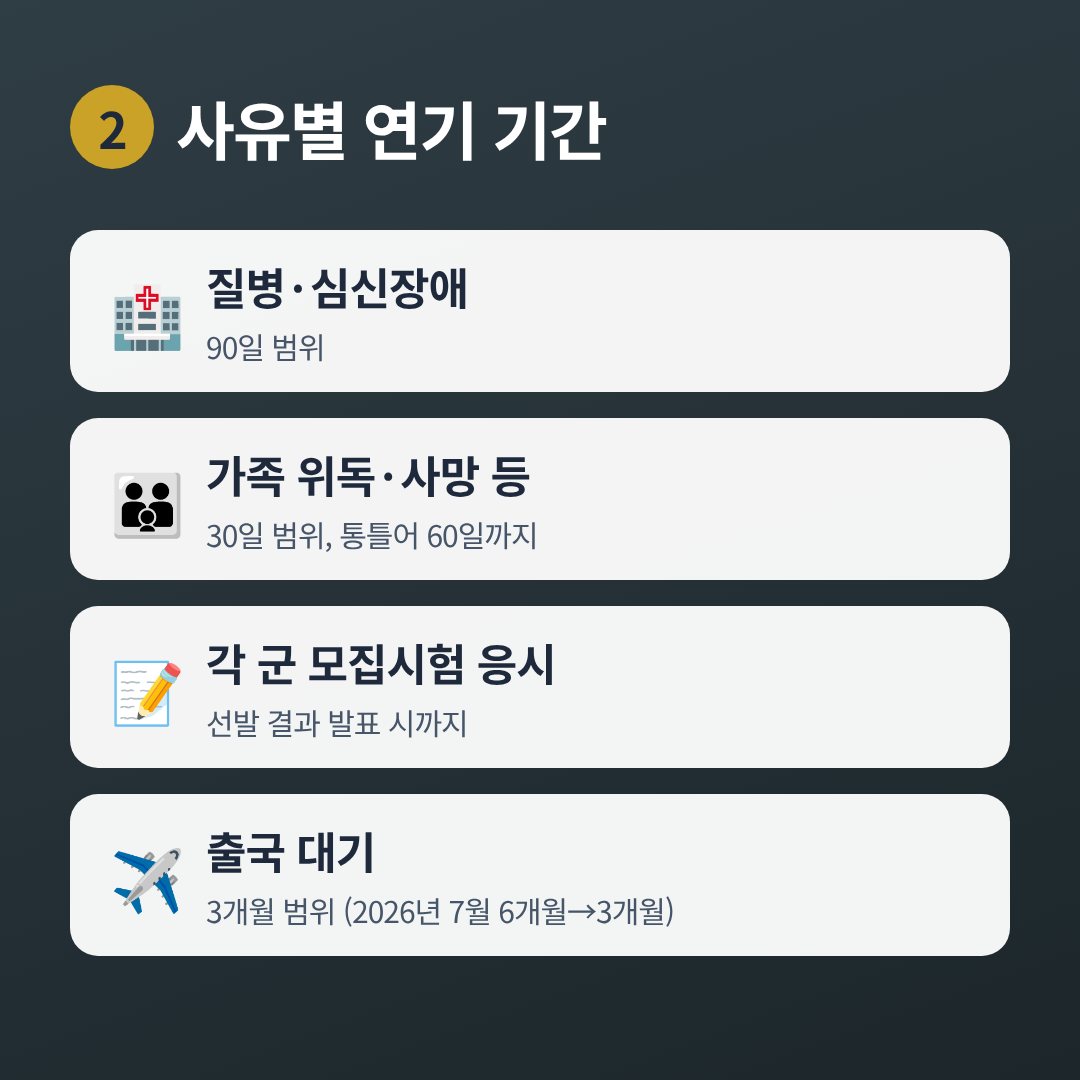 2 사유별 연기 기간
질병·심신장애
90일 범위
가족 위독·사망 등
30일 범위, 통틀어 60일까지
각 군 모집시험 응시
선발 결과 발표 시까지
출국 대기
3개월 범위 (2026년 7월 6개월→3개월)